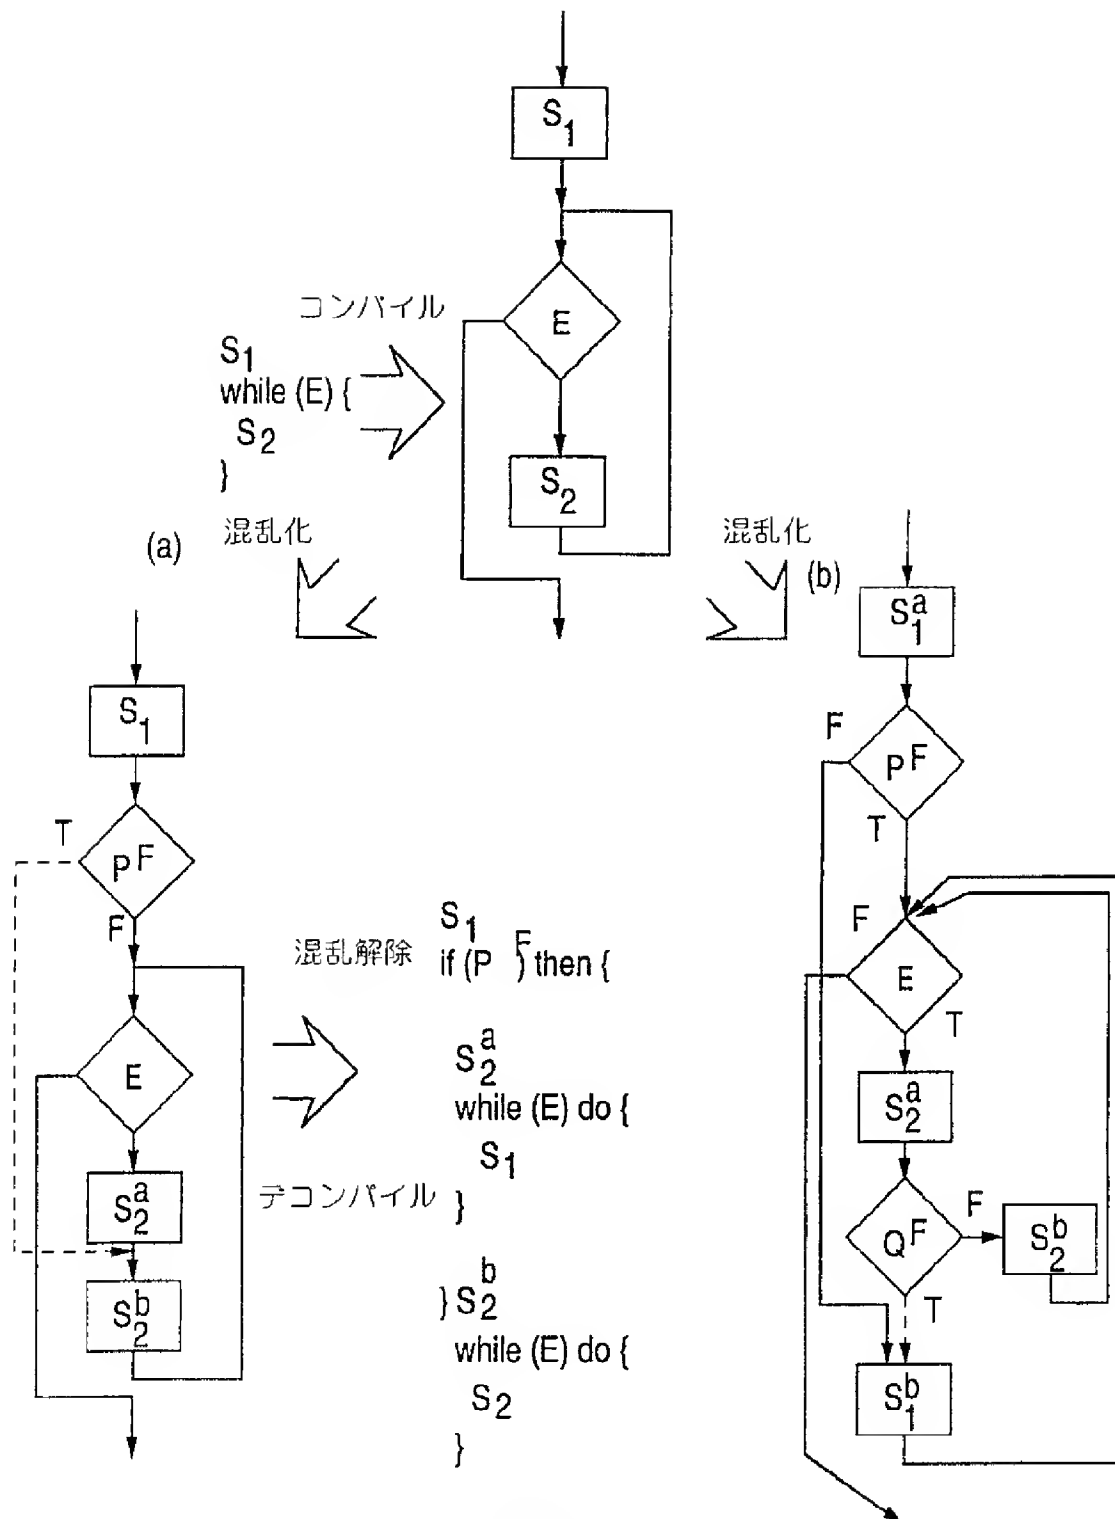 S1
コンパイル
E
S1
while (E) {
S2
}
S2
(a)
混乱化
混乱化
(b)
S1a
S1
F
PF
T
T
PF
F
混乱解除
S1
if (PF) then {
F
E
T
E
S2a
while (E) do {
S1
}
S2a
デコンパイル
S2a
QF
F
S2b
T
S2b
} S2b
while (E) do {
S2
}
S1b